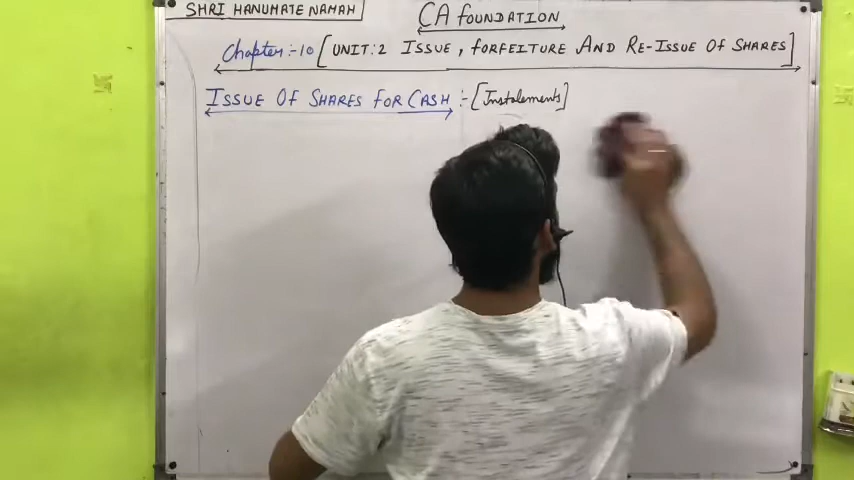 SHRI HANUMATE NAMAH
CA FOUNDATION
Chapter:-10 [UNIT:2 ISSUE, FORFEITURE AND RE-ISSUE OF SHARES]
ISSUE OF SHARES FOR CASH :- [Instalements]